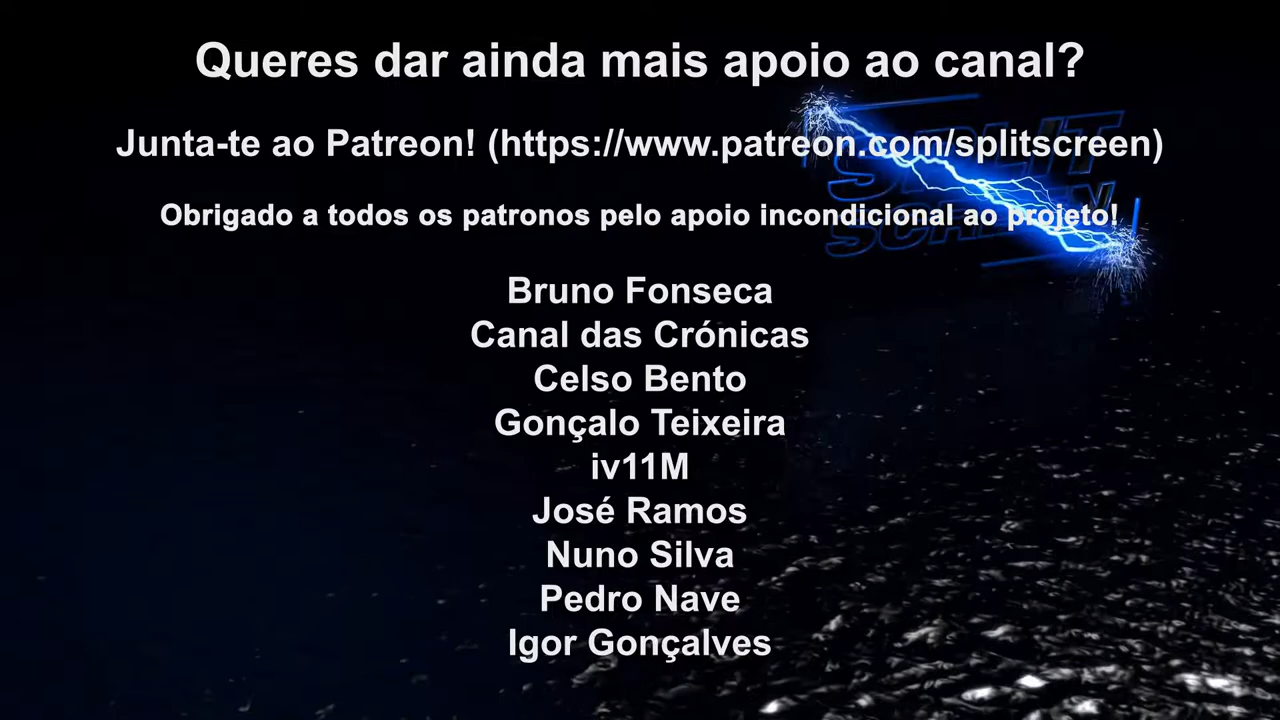 Queres dar ainda mais apoio ao canal?
Junta-te ao Patreon! (https://www.patreon.com/splitscreen)
SPLIT
SCREEN
Obrigado a todos os patronos pelo apoio incondicional ao projeto!
Bruno Fonseca
Canal das Crónicas
Celso Bento
Gonçalo Teixeira
iv11M
José Ramos
Nuno Silva
Pedro Nave
Igor Gonçalves